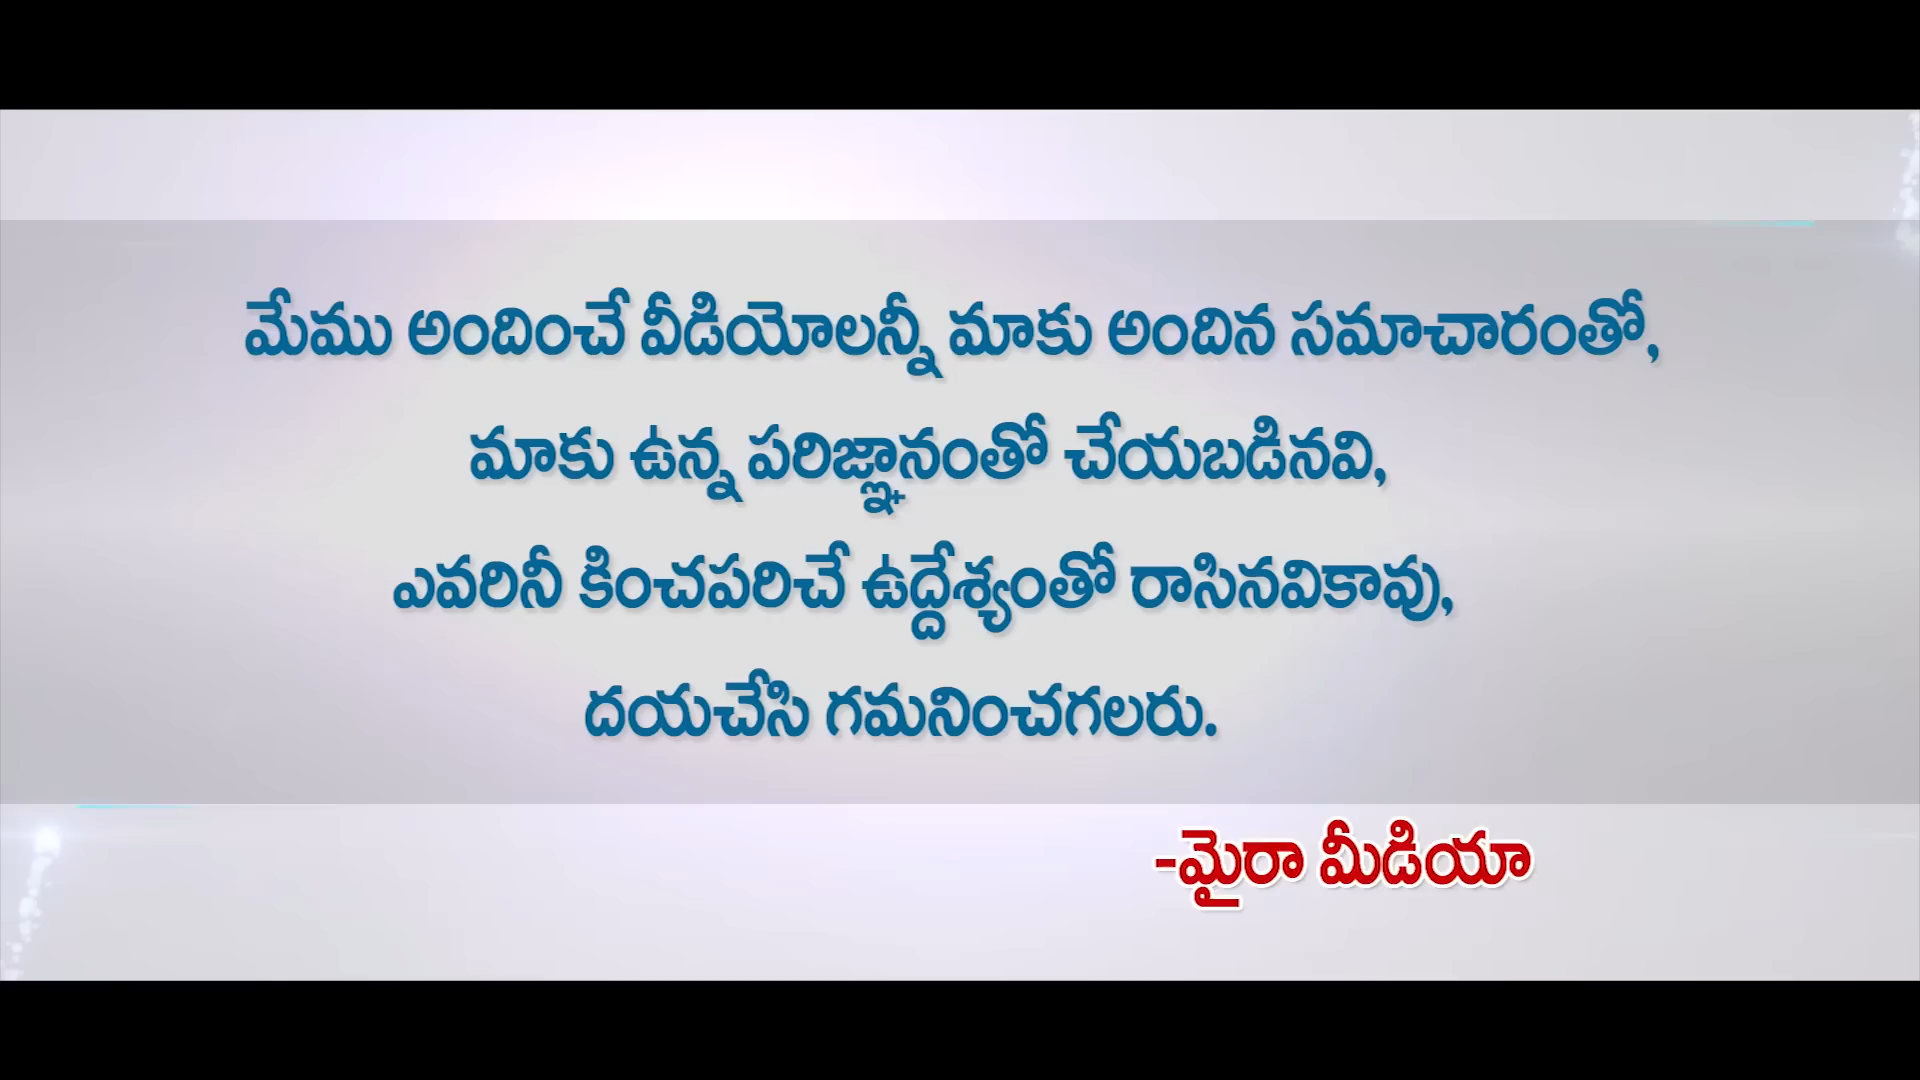 మేము అందించే వీడియోలన్నీ మాకు అందిన సమాచారంతో,
మాకు ఉన్న పరిజ్ఞానంతో చేయబడినవి,
ఎవరినీ కించపరిచే ఉద్దేశ్యంతో రాసినవికావు,
దయచేసి గమనించగలరు.
-మైరా మీడియా